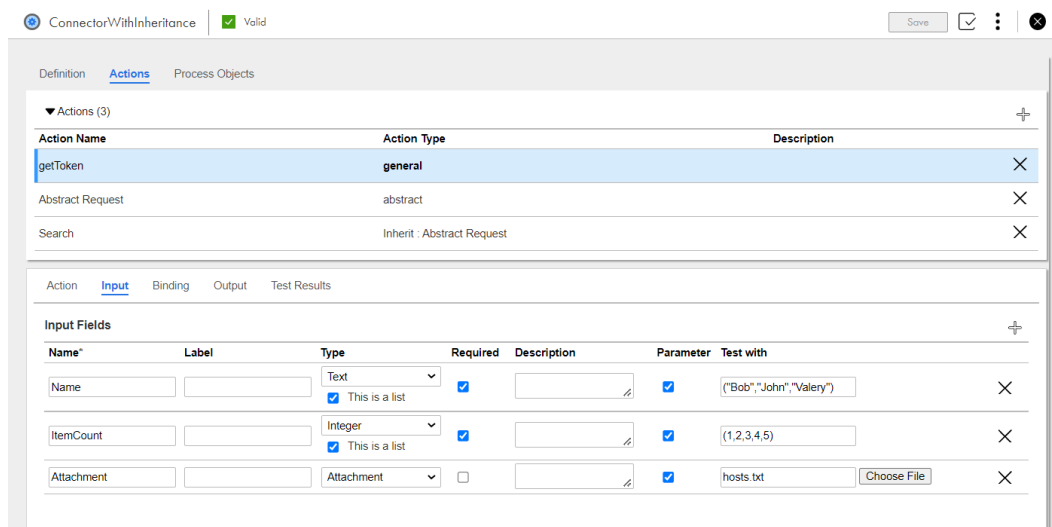 ConnectorWithInheritance Valid Save
Definition Actions Process Objects
Actions (3)
Action Name Action Type Description
getToken general
Abstract Request abstract
Search Inherit : Abstract Request
Action Input Binding Output Test Results
Input Fields
Name* Label Type Required Description Parameter Test with
Name Text ("Bob","John","Valery")
This is a list
ItemCount Integer (1,2,3,4,5)
This is a list
Attachment Attachment hosts.txt Choose File